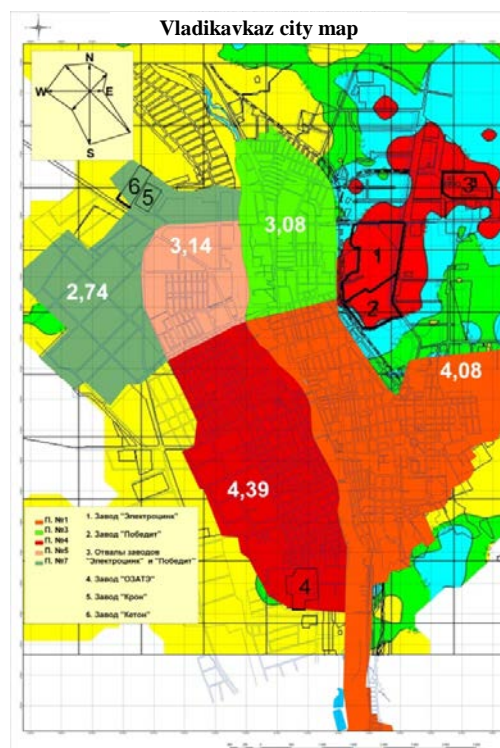 Vladikavkaz city map
N
W E
S
6
5
3
3,08
3,14
1
2,74
2
4,08
4,39
4
П. №1
П. №3
П. №4
П. №5
П. №7
1. Завод "Электроцинк"
2. Завод "Победит"
3. Отвалы заводов
"Электроцинк" и "Победит"
4. Завод "ОЗАТЭ"
5. Завод "Крон"
6. Завод "Кетон"